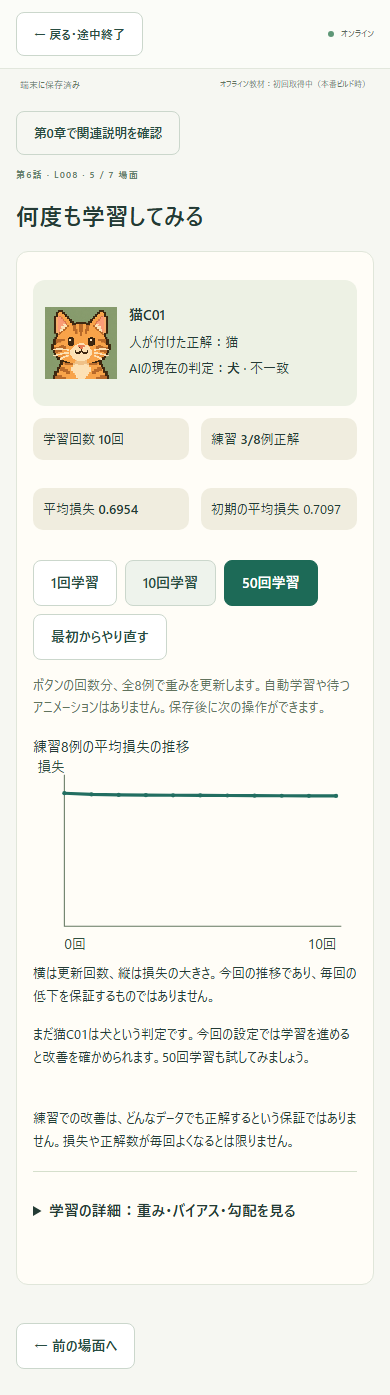 ← 戻る・途中終了
オンライン
端末に保存済み
オフライン教材：初回取得中（本番ビルド時）
第0章で関連説明を確認
第6話 · L008 · 5 / 7 場面
何度も学習してみる
猫C01
人が付けた正解：猫
AIの現在の判定：犬 · 不一致
学習回数 10回
練習 3/8例正解
平均損失 0.6954
初期の平均損失 0.7097
1回学習
10回学習
50回学習
最初からやり直す
ボタンの回数分、全8例で重みを更新します。自動学習や待つ
アニメーションはありません。保存後に次の操作ができます。
練習8例の平均損失の推移
損失
0回
10回
横は更新回数、縦は損失の大きさ。今回の推移であり、毎回の
低下を保証するものではありません。
まだ猫C01は犬という判定です。今回の設定では学習を進める
と改善を確かめられます。50回学習も試してみましょう。
練習での改善は、どんなデータでも正解するという保証ではありま
せん。損失や正解数が毎回よくなるとは限りません。
▶ 学習の詳細：重み・バイアス・勾配を見る
← 前の場面へ